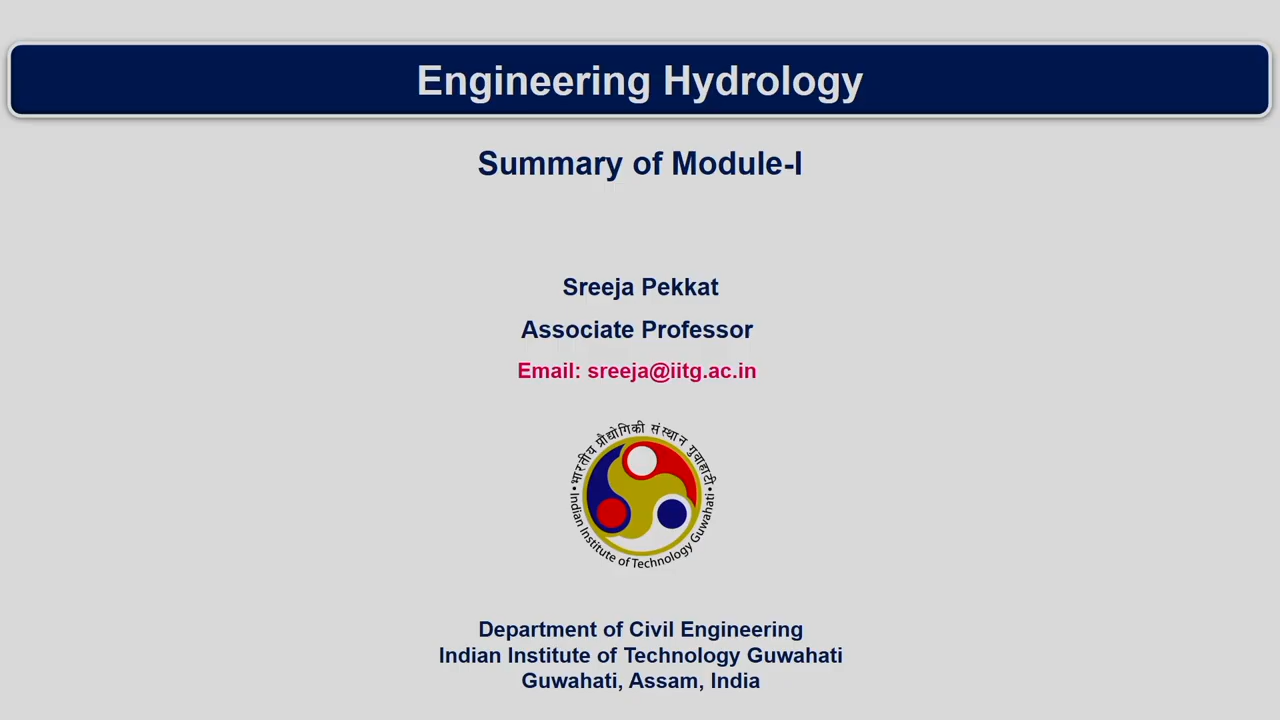 Engineering Hydrology
Summary of Module-I
Sreeja Pekkat
Associate Professor
Email: sreeja@iitg.ac.in
भारतीय प्रौद्योगिकी संस्थान गुवाहाटी
Indian Institute of Technology Guwahati
Department of Civil Engineering
Indian Institute of Technology Guwahati
Guwahati, Assam, India